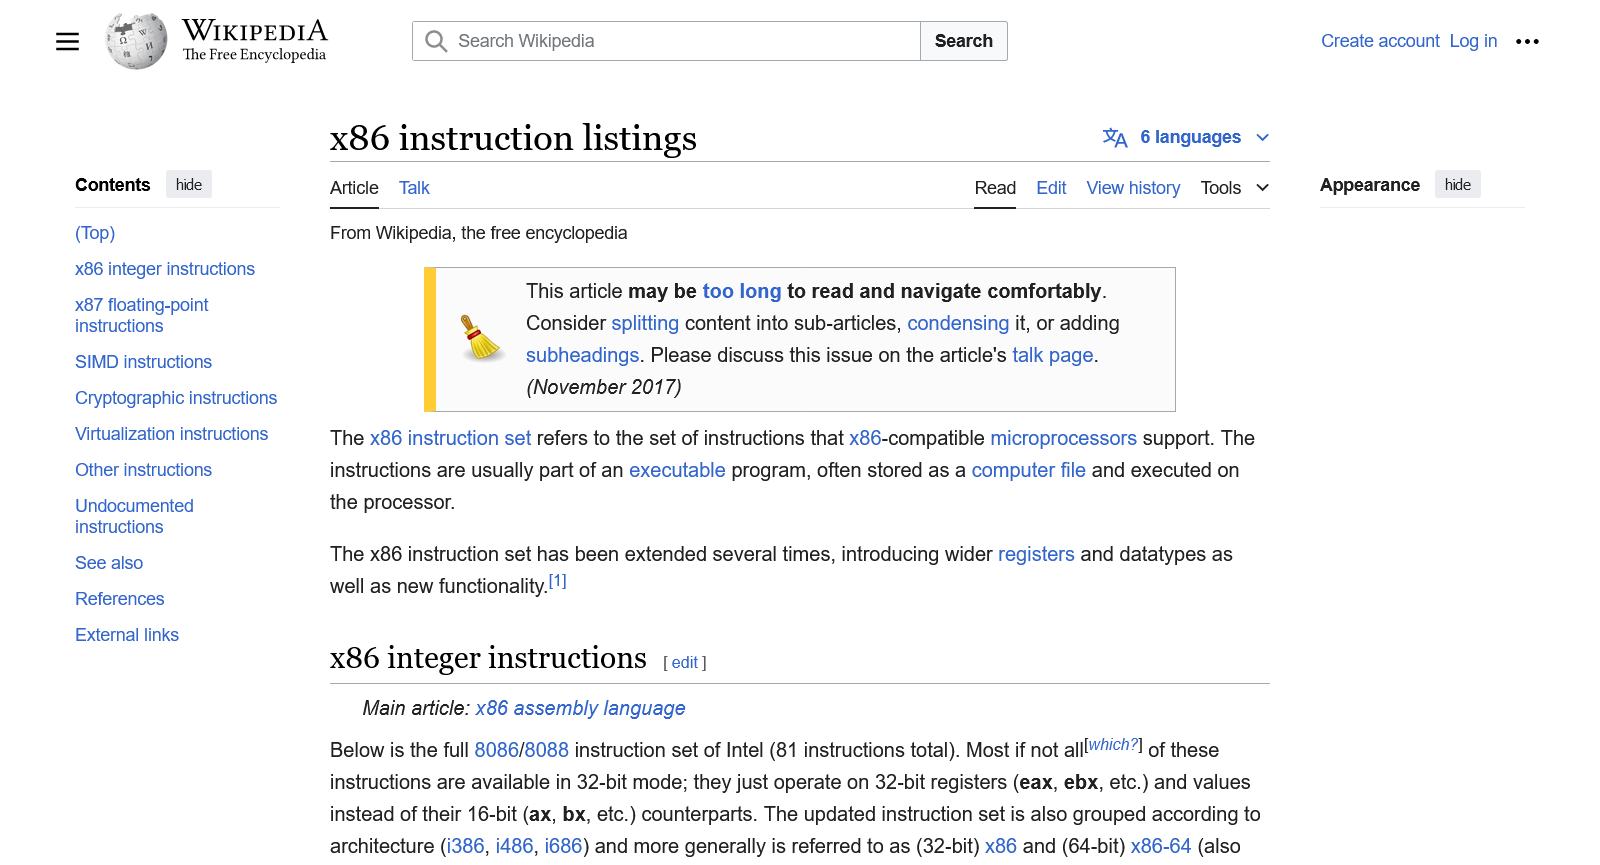 WIKIPEDIA
The Free Encyclopedia
Search Wikipedia
Search
Create account Log in
x86 instruction listings
6 languages
Contents hide
Article Talk
Read Edit View history Tools
Appearance hide
(Top)
x86 integer instructions
x87 floating-point
instructions
SIMD instructions
Cryptographic instructions
Virtualization instructions
Other instructions
Undocumented
instructions
See also
References
External links
From Wikipedia, the free encyclopedia
This article may be too long to read and navigate comfortably.
Consider splitting content into sub-articles, condensing it, or adding
subheadings. Please discuss this issue on the article's talk page.
(November 2017)
The x86 instruction set refers to the set of instructions that x86-compatible microprocessors support. The
instructions are usually part of an executable program, often stored as a computer file and executed on
the processor.
The x86 instruction set has been extended several times, introducing wider registers and datatypes as
well as new functionality.[1]
x86 integer instructions [ edit ]
Main article: x86 assembly language
Below is the full 8086/8088 instruction set of Intel (81 instructions total). Most if not all[which?] of these
instructions are available in 32-bit mode; they just operate on 32-bit registers (eax, ebx, etc.) and values
instead of their 16-bit (ax, bx, etc.) counterparts. The updated instruction set is also grouped according to
architecture (i386, i486, i686) and more generally is referred to as (32-bit) x86 and (64-bit) x86-64 (also